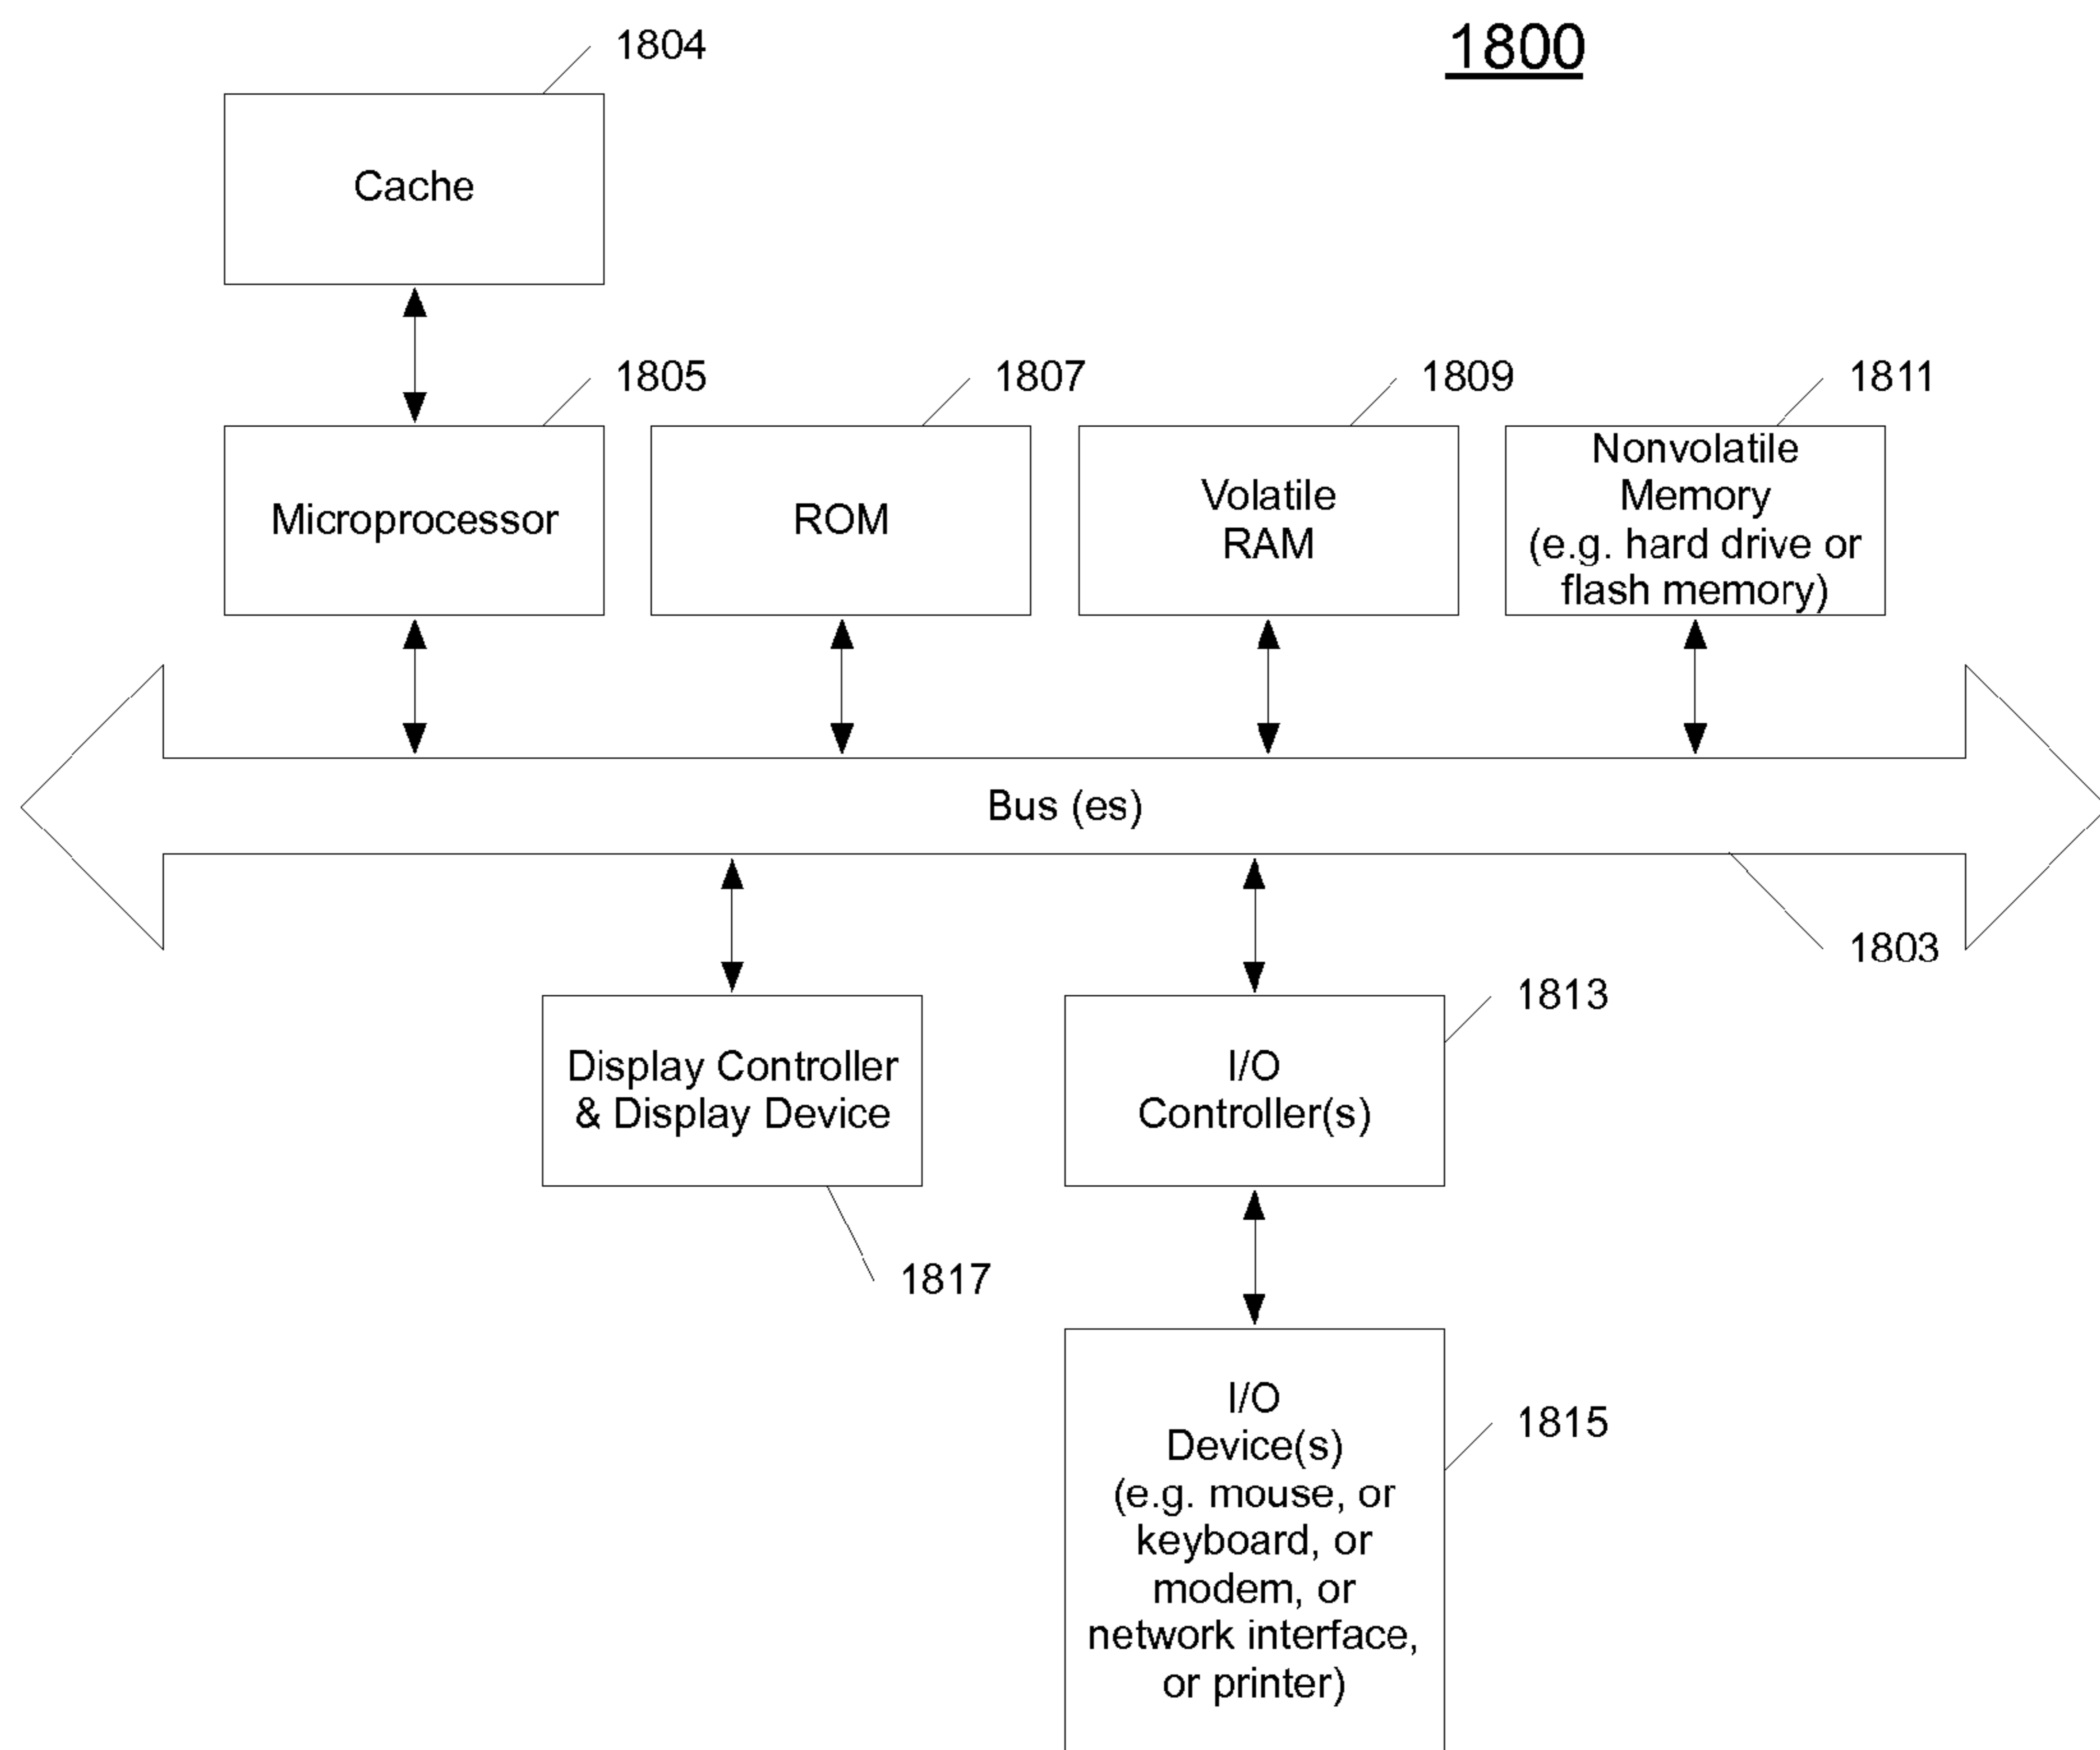 1800
1804
Cache
1805
1807
1809
1811
Microprocessor
ROM
Volatile
RAM
Nonvolatile
Memory
(e.g. hard drive or
flash memory)
Bus (es)
1803
1813
Display Controller
& Display Device
I/O
Controller(s)
1817
1815
I/O
Device(s)
(e.g. mouse, or
keyboard, or
modem, or
network interface,
or printer)